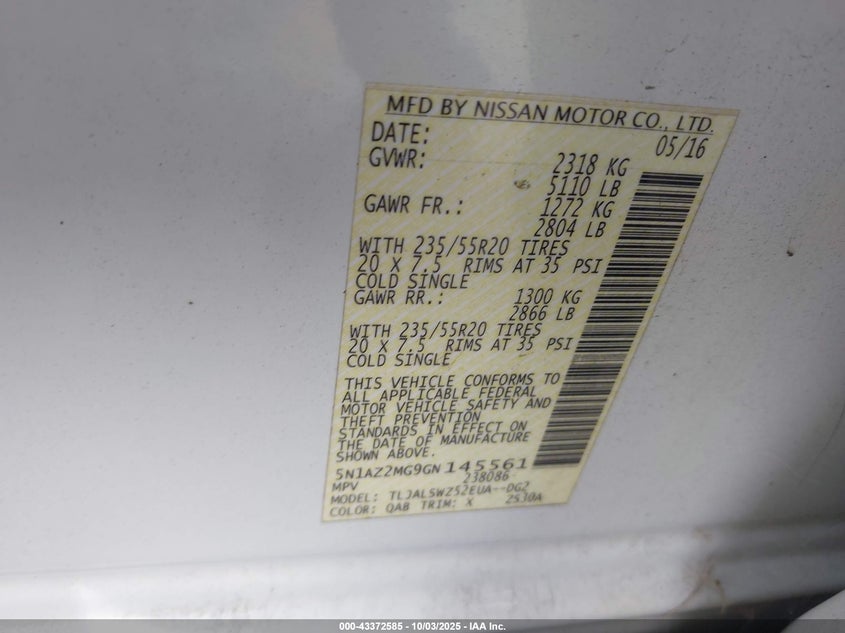 MFD BY NISSAN MOTOR CO., LTD.
DATE: 05/16
GVWR: 2318 KG
5110 LB
GAWR FR.: 1272 KG
2804 LB
WITH 235/55R20 TIRES
20 X 7.5 RIMS AT 35 PSI
COLD SINGLE
GAWR RR.: 1300 KG
2866 LB
WITH 235/55R20 TIRES
20 X 7.5 RIMS AT 35 PSI
COLD SINGLE
THIS VEHICLE CONFORMS TO
ALL APPLICABLE FEDERAL
MOTOR VEHICLE SAFETY AND
THEFT PREVENTION
STANDARDS IN EFFECT ON
THE DATE OF MANUFACTURE
SHOWN ABOVE.
5N1AZ2MG9GN145561
MPV 238086
MODEL: TLJALSWZ52EUA--DG2
COLOR: QAB TRIM: X 2S30A
000-43372585 - 10/03/2025 - IAA Inc.